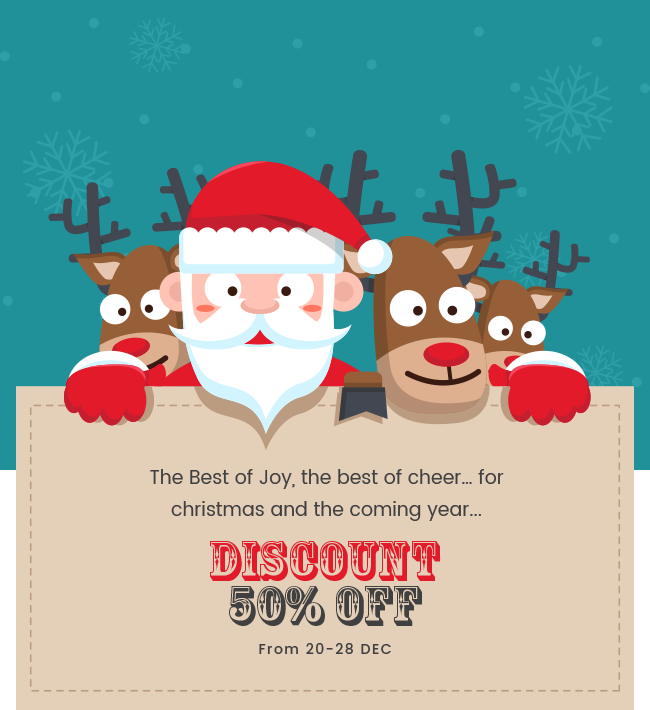 The Best of Joy, the best of cheer... for
christmas and the coming year...
DISCOUNT
50% OFF
From 20-28 DEC